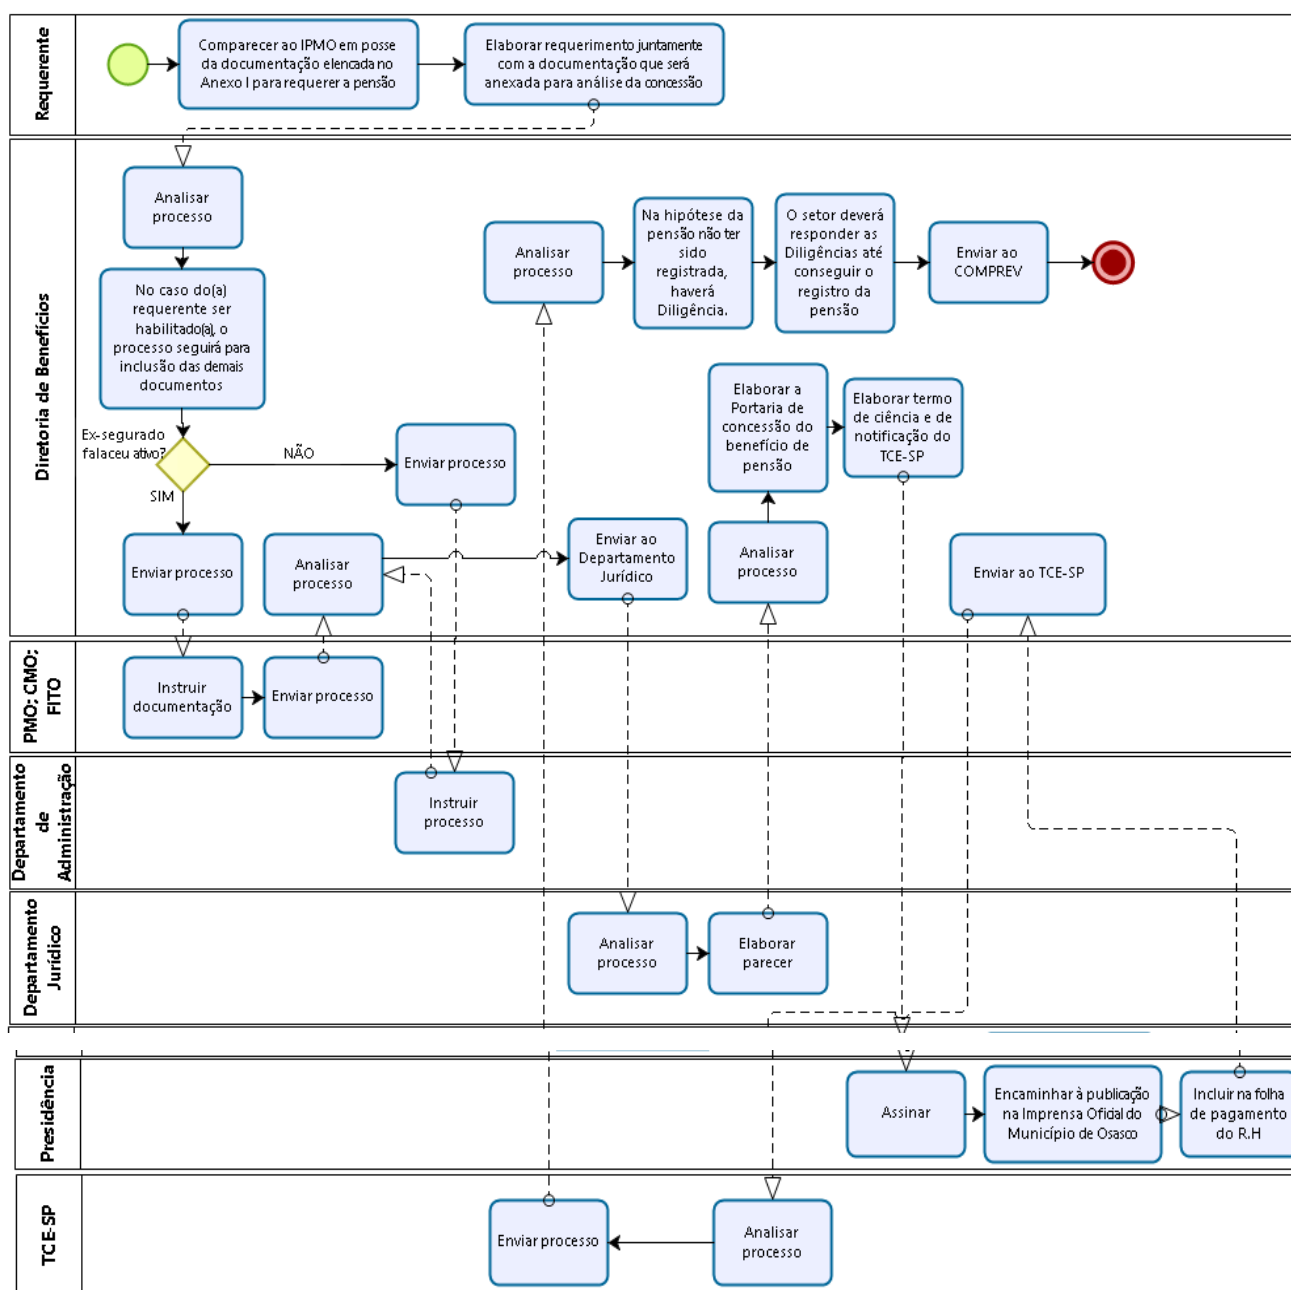 Requerente
Comparecer ao IPMO em posse
da documentação elencada no
Anexo I para requerer a pensão
Elaborar requerimento juntamente
com a documentação que será
anexada para análise da concessão
Diretoria de Benefícios
Analisar
processo
No caso do(a)
requerente ser
habilitado(a), o
processo seguirá para
inclusão das demais
documentos
Ex-segurado
falaceu ativo?
NÃO
SIM
Enviar processo
Enviar processo
Analisar
processo
Enviar ao
Departamento
Jurídico
Analisar
processo
Na hipótese da
pensão não ter
sido
registrada,
haverá
Diligência.
O setor deverá
responder as
Diligências até
conseguir o
registro da
pensão
Enviar ao
COMPREV
Elaborar a
Portaria de
concessão do
benefício de
pensão
Elaborar termo
de ciência e de
notificação do
TCE-SP
Analisar
processo
Enviar ao TCE-SP
PMO; CMO;
FITO
Instruir
documentação
Enviar processo
Departamento
de
Administração
Instruir
processo
Departamento
Jurídico
Analisar
processo
Elaborar
parecer
Presidência
Assinar
Encaminhar à publicação
na Imprensa Oficial do
Município de Osasco
Incluir na folha
de pagamento
do R.H
TCE-SP
Enviar processo
Analisar
processo